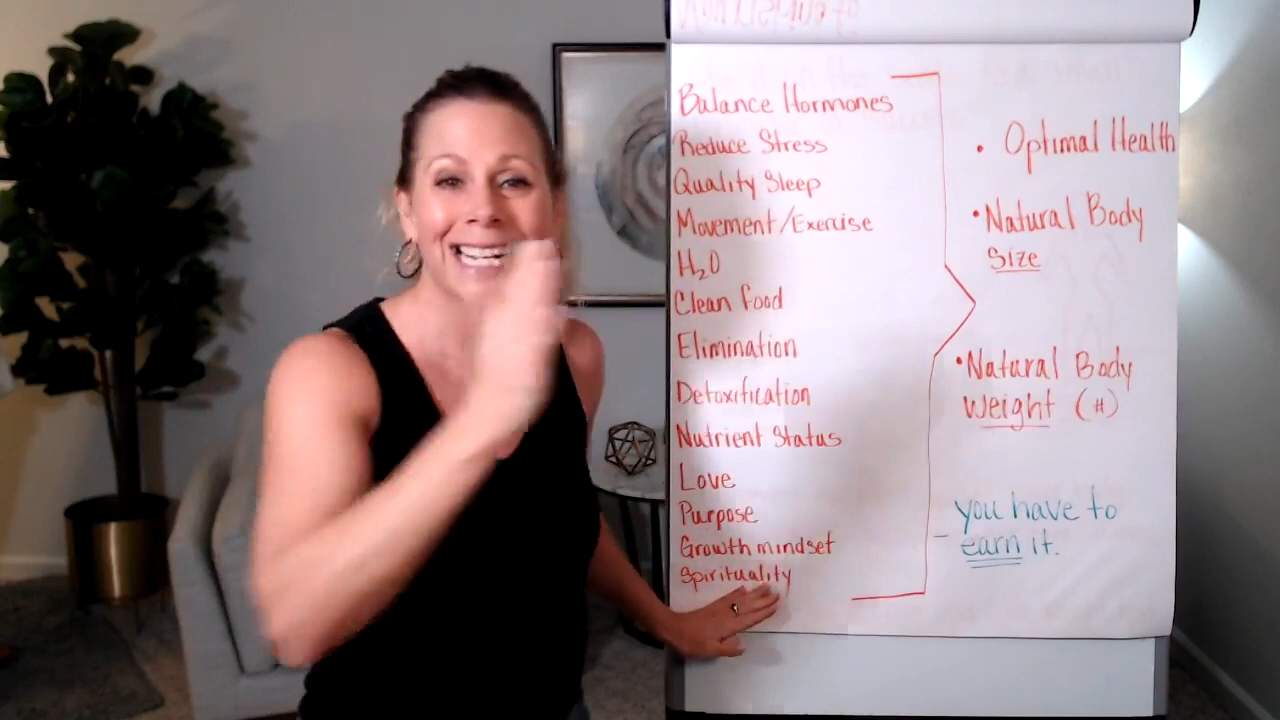 Balance Hormones
Reduce Stress
Quality Sleep
Movement/Exercise
H₂O
Clean food
Elimination
Detoxification
Nutrient Status
Love
Purpose
Growth mindset
Spirituality
• Optimal Health
• Natural Body
Size
• Natural Body
Weight (#)
- you have to
earn it.